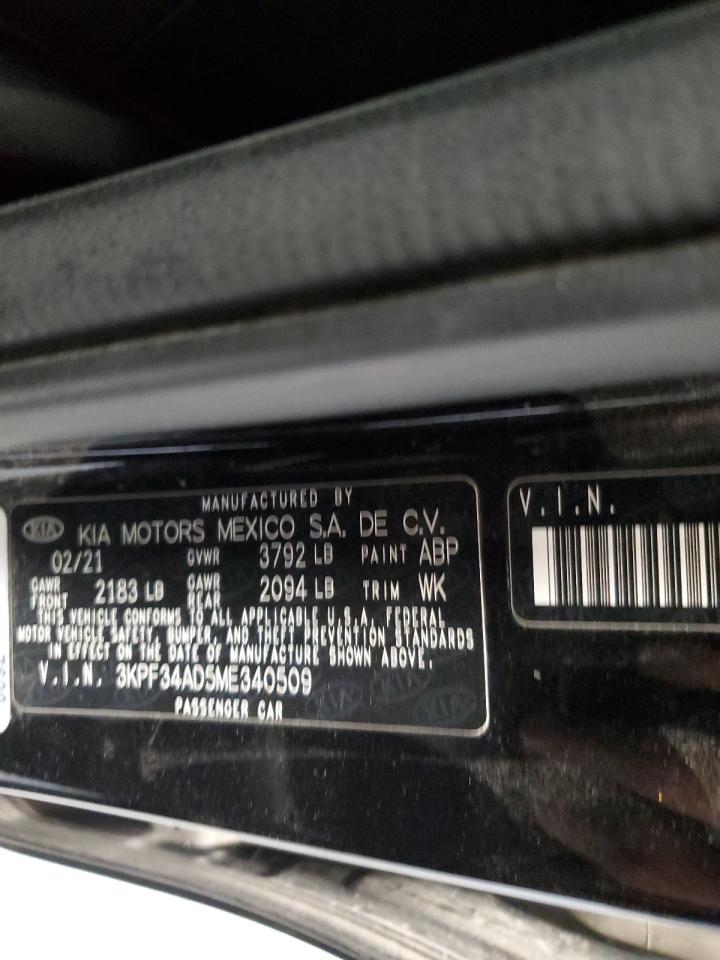 MANUFACTURED BY
KIA KIA MOTORS MEXICO S.A. DE C.V.
02/21 GVWR 3792 LB PAINT ABP
GAWR FRONT 2183 LB GAWR REAR 2094 LB TRIM WK
THIS VEHICLE CONFORMS TO ALL APPLICABLE U.S.A. FEDERAL
MOTOR VEHICLE SAFETY, BUMPER, AND THEFT PREVENTION STANDARDS
IN EFFECT ON THE DATE OF MANUFACTURE SHOWN ABOVE.
V.I.N. 3KPF34AD5ME340509
PASSENGER CAR
V.I.N.